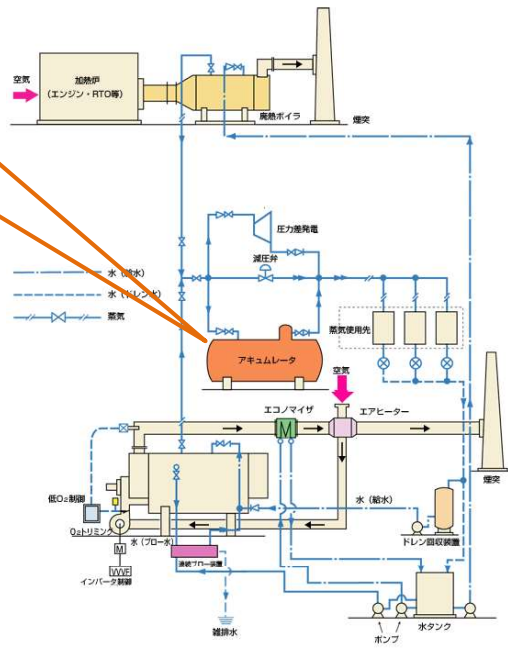 空気
加熱炉
(エンジン・RTO等)
廃熱ボイラ
煙突
圧力差発電
減圧弁
水（給水）
水（ドレン水）
蒸気
アキュムレータ
蒸気使用先
空気
エコノマイザ
エアヒーター
煙突
低O₂制御
水（給水）
O₂トリミング
水（ブロー水）
ドレン回収装置
M
連続ブロー装置
VVVF
インバータ制御
雑排水
水タンク
ポンプ